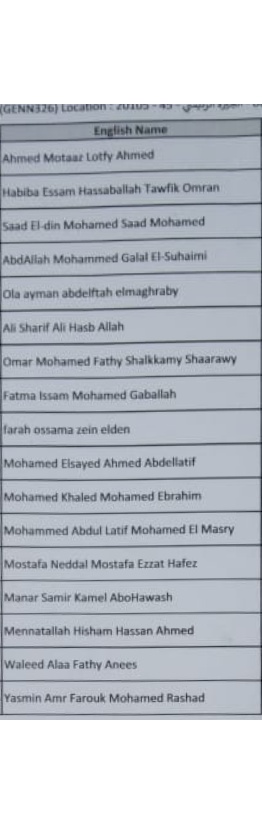 (GENN326) Location : 20105 - 45 -
English Name
Ahmed Motaaz Lotfy Ahmed
Habiba Essam Hassaballah Tawfik Omran
Saad El-din Mohamed Saad Mohamed
AbdAllah Mohammed Galal El-Suhaimi
Ola ayman abdelftah elmaghraby
Ali Sharif Ali Hasb Allah
Omar Mohamed Fathy Shalkkamy Shaarawy
Fatma Issam Mohamed Gaballah
farah ossama zein elden
Mohamed Elsayed Ahmed Abdellatif
Mohamed Khaled Mohamed Ebrahim
Mohammed Abdul Latif Mohamed El Masry
Mostafa Neddal Mostafa Ezzat Hafez
Manar Samir Kamel AboHawash
Mennatallah Hisham Hassan Ahmed
Waleed Alaa Fathy Anees
Yasmin Amr Farouk Mohamed Rashad